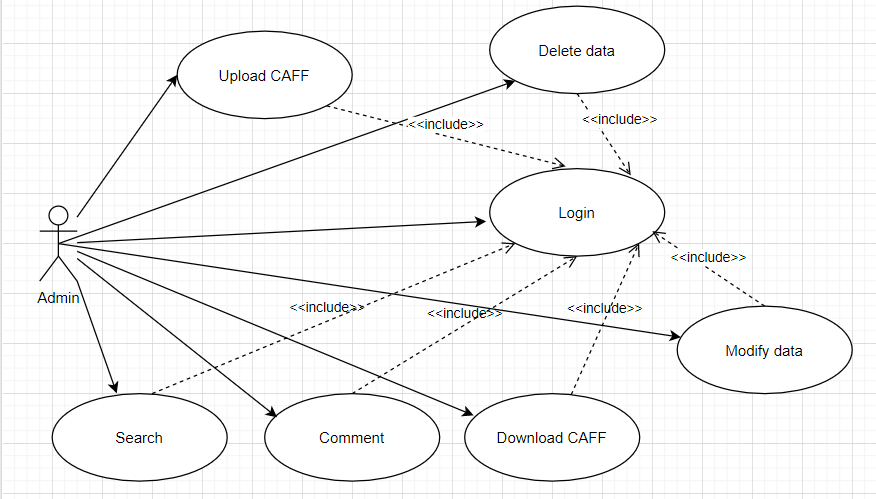 Delete data
Upload CAFF
<<include>>
<<include>>
Login
<<include>>
Admin
<<include>>
<<include>>
<<include>>
Modify data
Search
Comment
Download CAFF